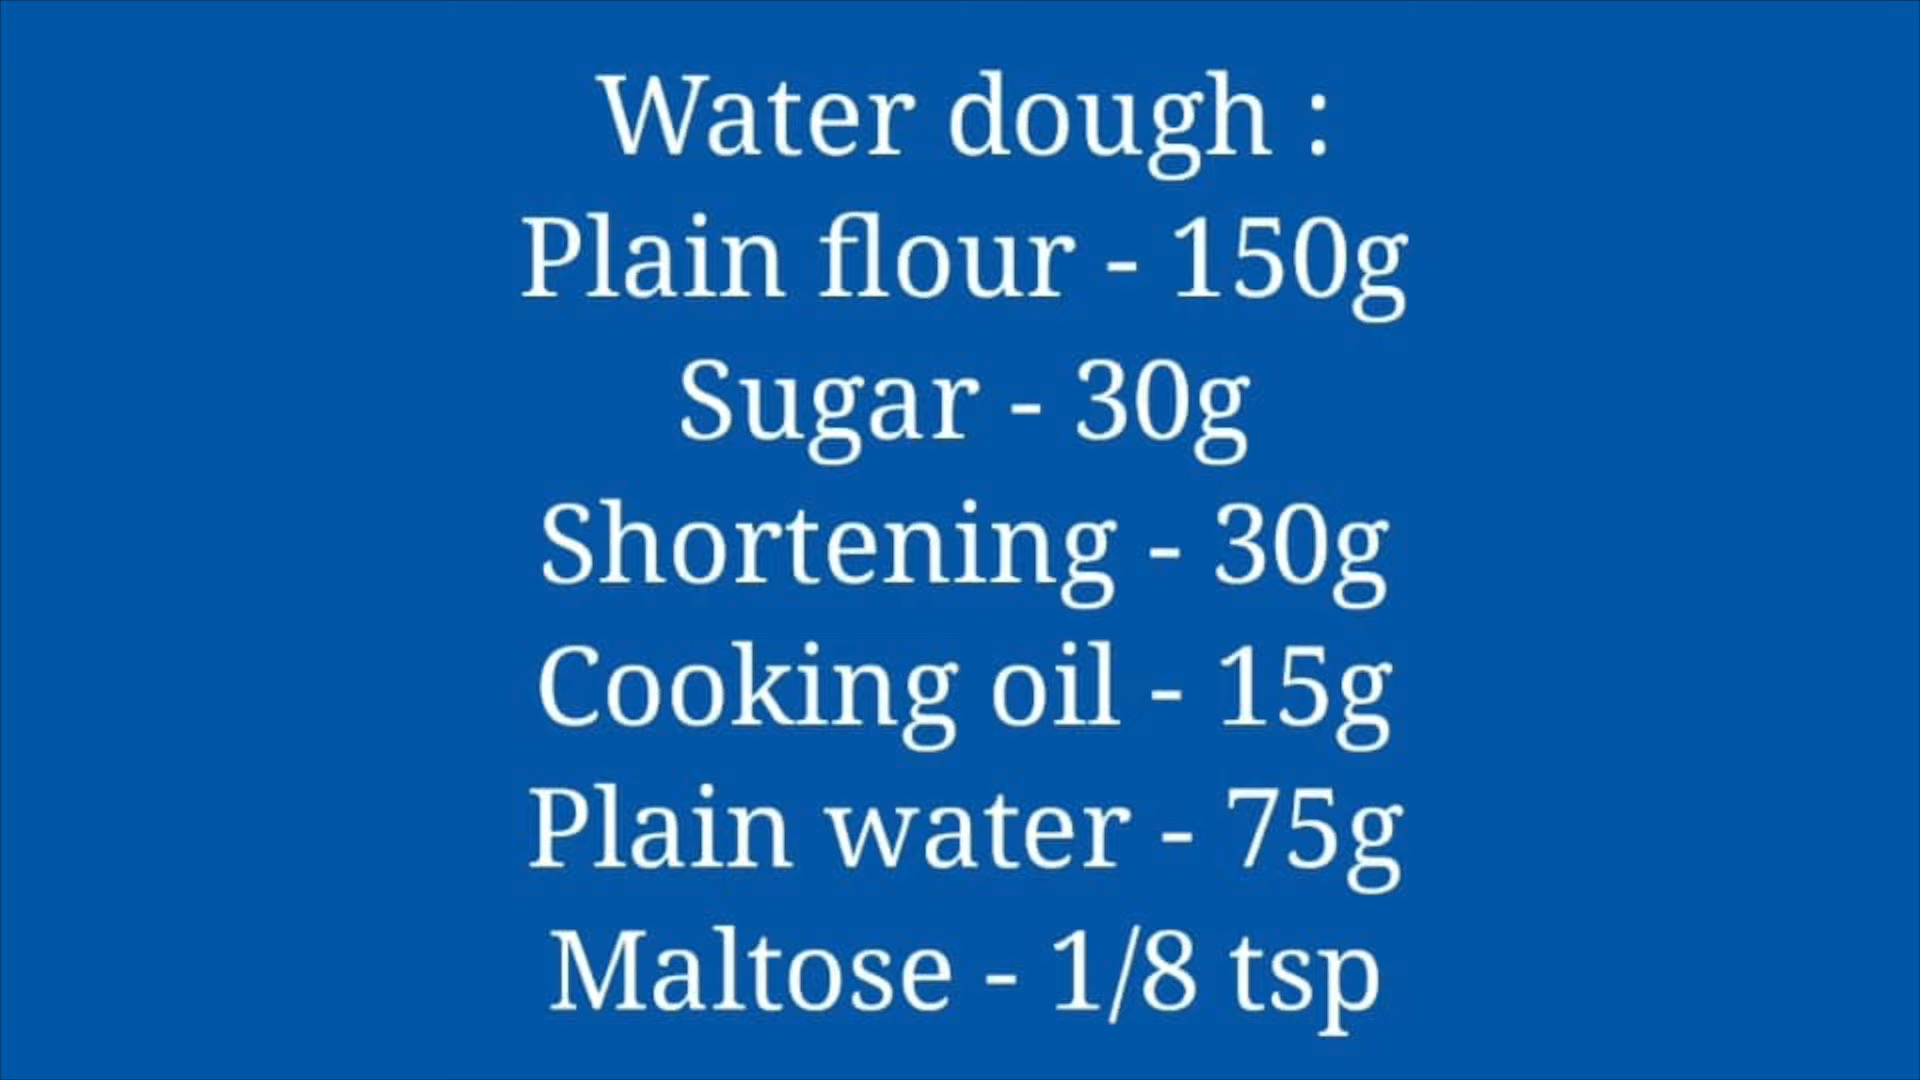 Water dough :
Plain flour - 150g
Sugar - 30g
Shortening - 30g
Cooking oil - 15g
Plain water - 75g
Maltose - 1/8 tsp